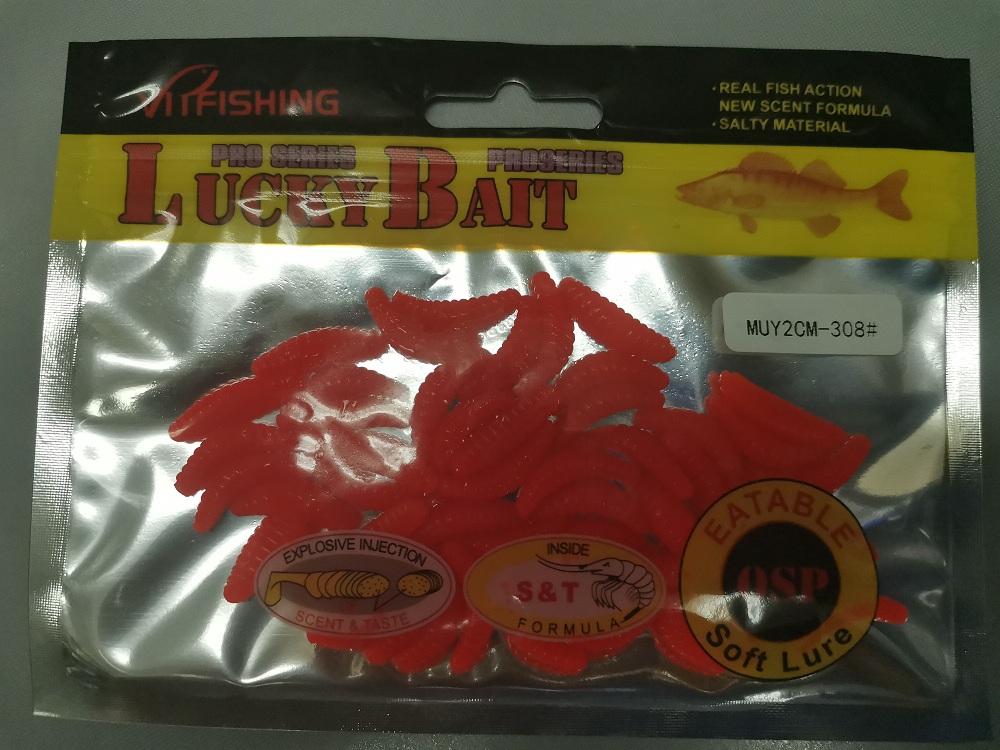 VITFISHING
· REAL FISH ACTION
NEW SCENT FORMULA
· SALTY MATERIAL
PRO SERIES
PROSERIES
LUCKY BAIT
MUY2CM-308#
EXPLOSIVE INJECTION
SCENT & TASTE
INSIDE
S & T
FORMULA
EATABLE
OSP
Soft Lure